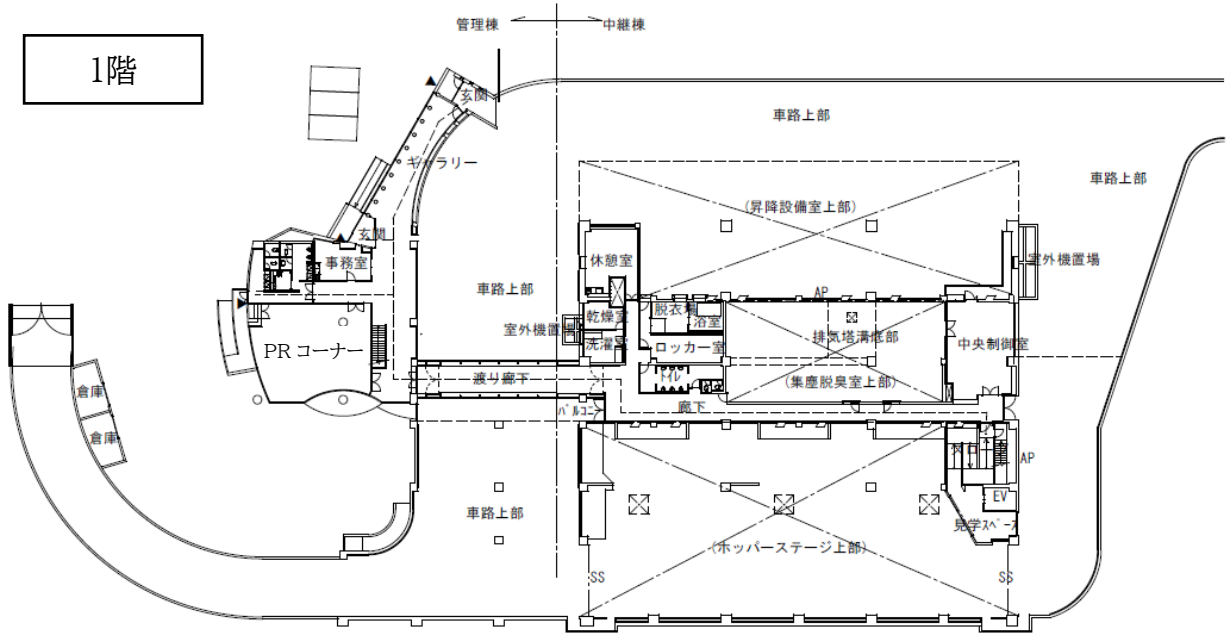 管理棟 中継棟
1階
玄関
車路上部
ギャラリー
車路上部
(昇降設備室上部)
玄関
事務室
休憩室
室外機置場
車路上部
AP
脱衣場
浴室
乾燥室
室外機置場
排気塔溝底部
PRコーナー
洗濯室
ロッカー室
中央制御室
渡り廊下
トイレ
(集塵脱臭室上部)
倉庫
バルコニー
廊下
倉庫
AP
EV
車路上部
見学スペース
(ホッパーステージ上部)
SS
SS